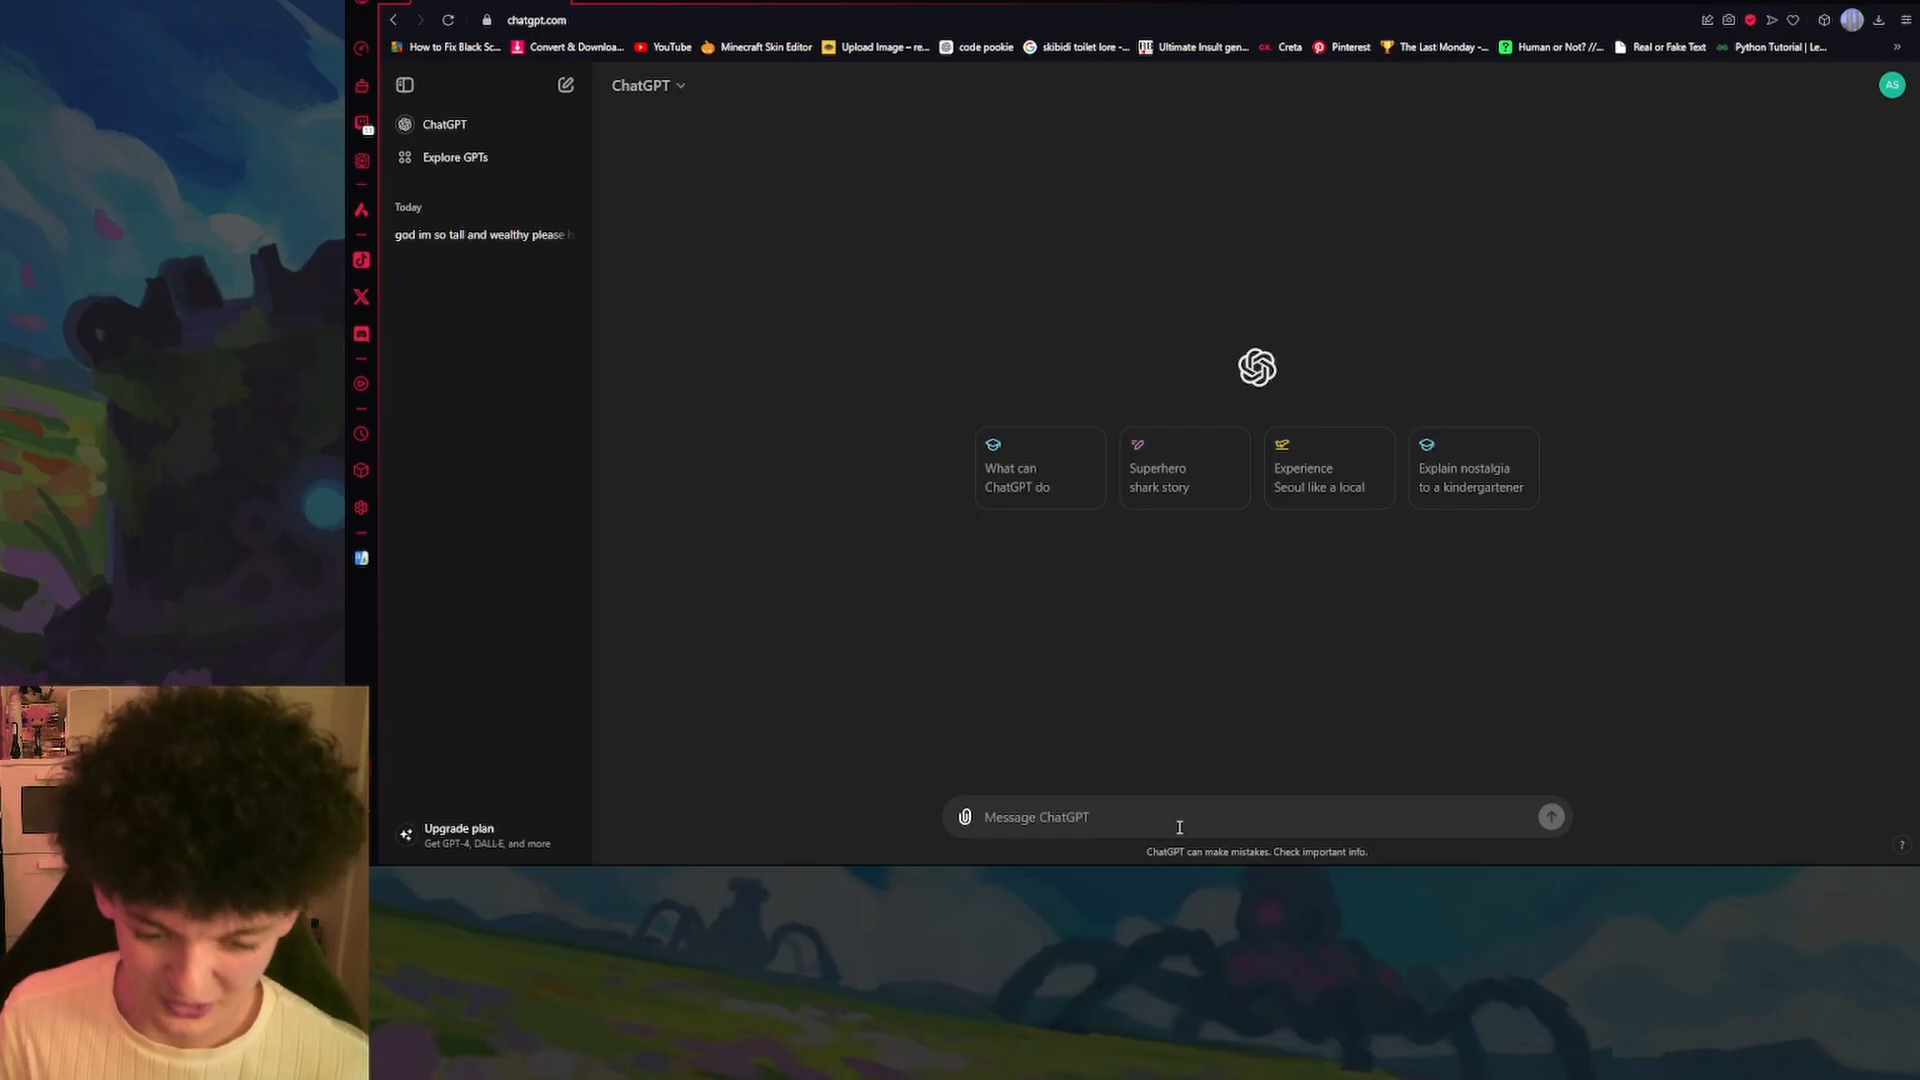 chatgpt.com
How to Fix Black Sc... Convert & Downloa... YouTube Minecraft Skin Editor Upload Image – re... code pookie skibidi toilet lore -... Ultimate Insult gen... Creta Pinterest The Last Monday -... Human or Not? //... Real or Fake Text Python Tutorial | Le... »
ChatGPT
AS
ChatGPT
Explore GPTs
Today
god im so tall and wealthy please h
What can
ChatGPT do
Superhero
shark story
Experience
Seoul like a local
Explain nostalgia
to a kindergartener
Message ChatGPT
Upgrade plan
Get GPT-4, DALL·E, and more
ChatGPT can make mistakes. Check important info.
?